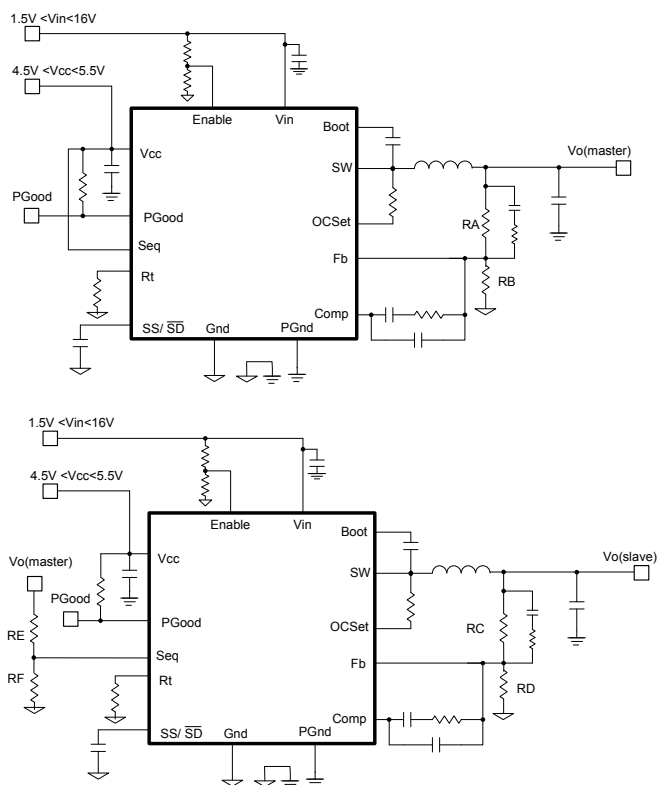 1.5V <Vin<16V
4.5V <Vcc<5.5V
Enable
Vin
Boot
Vcc
Vo(master)
SW
PGood
PGood
OCSet
RA
Seq
Fb
Rt
RB
Comp
SS/ SD
Gnd
PGnd
1.5V <Vin<16V
4.5V <Vcc<5.5V
Enable
Vin
Boot
Vo(master)
Vcc
Vo(slave)
SW
PGood
PGood
OCSet
RC
RE
Seq
Fb
RF
Rt
RD
Comp
SS/ SD
Gnd
PGnd